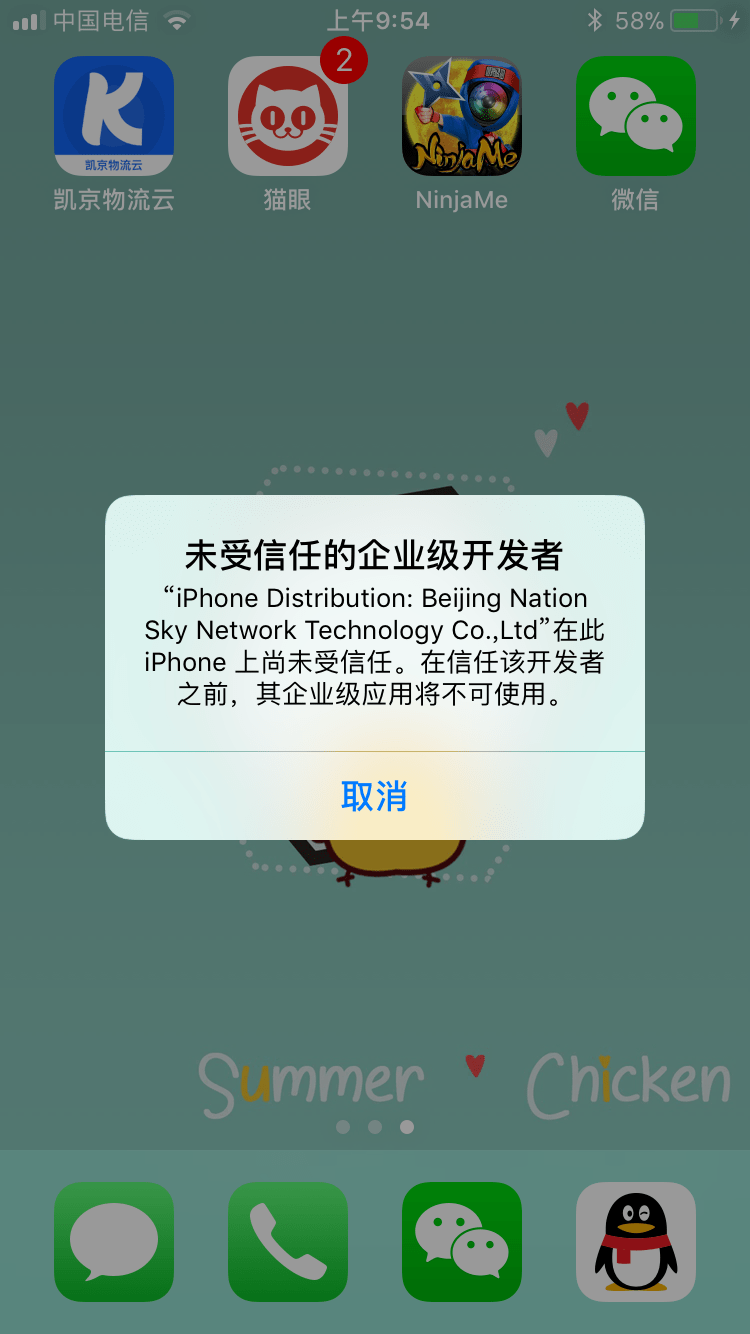 中国电信 上午9:54 58%
2
凯京物流云
NinjaMe
凯京物流云 猫眼 NinjaMe 微信
未受信任的企业级开发者
“iPhone Distribution: Beijing Nation
Sky Network Technology Co.,Ltd”在此
iPhone 上尚未受信任。在信任该开发者
之前，其企业级应用将不可使用。
取消
Summer Chicken